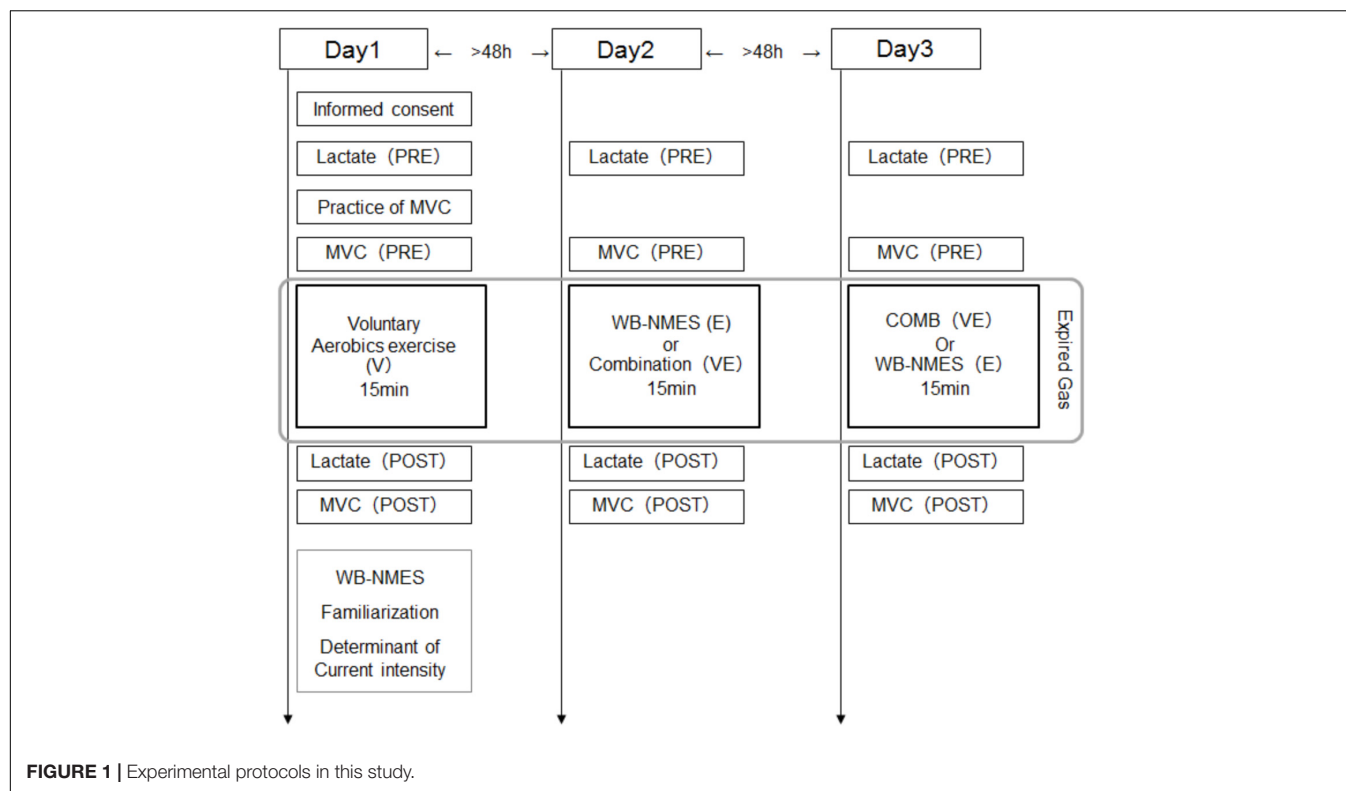 Day1 ← >48h → Day2 ← >48h → Day3
Informed consent
Lactate (PRE) Lactate (PRE) Lactate (PRE)
Practice of MVC
MVC (PRE) MVC (PRE) MVC (PRE)
Voluntary
Aerobics exercise
(V)
15min
WB-NMES (E)
or
Combination (VE)
15min
COMB (VE)
Or
WB-NMES (E)
15min
Expired Gas
Lactate (POST) Lactate (POST) Lactate (POST)
MVC (POST) MVC (POST) MVC (POST)
WB-NMES
Familiarization
Determinant of
Current intensity
FIGURE 1 | Experimental protocols in this study.